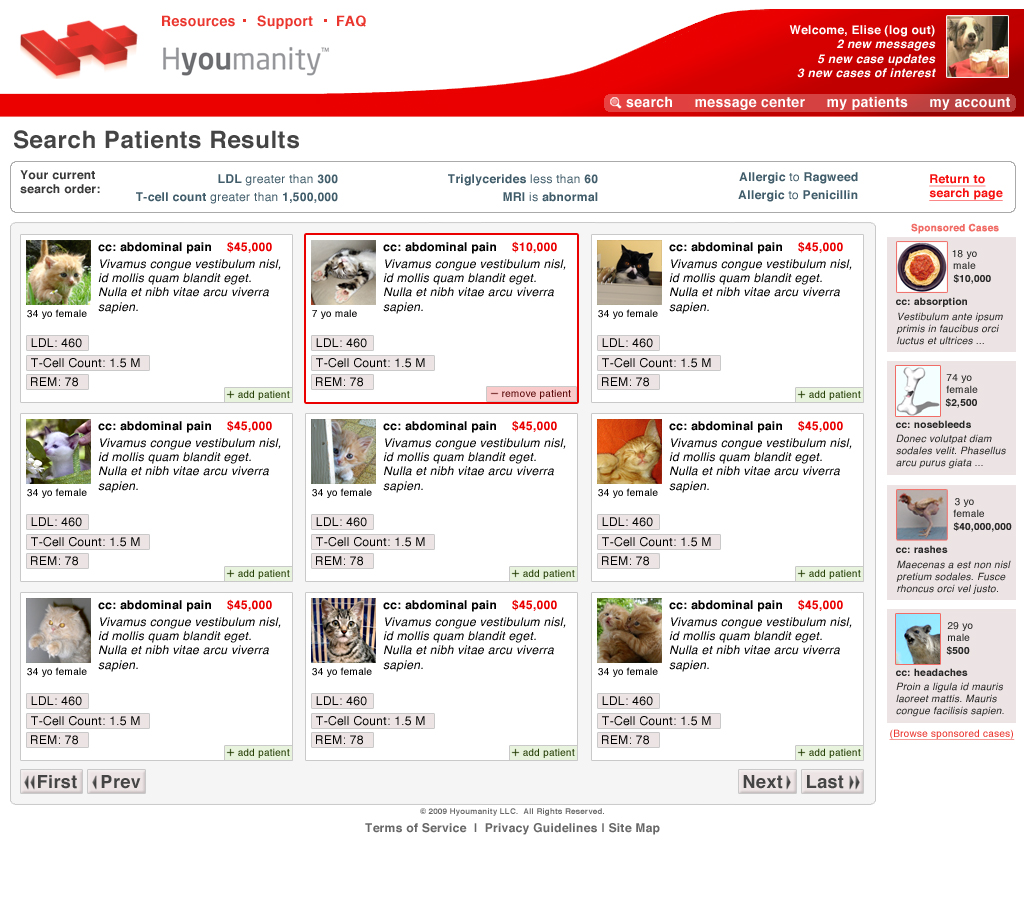 Resources · Support · FAQ
Hyoumanity™
Welcome, Elise (log out)
2 new messages
5 new case updates
3 new cases of interest
search message center my patients my account
Search Patients Results
Your current
search order:
LDL greater than 300
T-cell count greater than 1,500,000
Triglycerides less than 60
MRI is abnormal
Allergic to Ragweed
Allergic to Penicillin
Return to
search page
cc: abdominal pain $45,000
Vivamus congue vestibulum nisl,
id mollis quam blandit eget.
Nulla et nibh vitae arcu viverra
sapien.
34 yo female
LDL: 460
T-Cell Count: 1.5 M
REM: 78
+ add patient
cc: abdominal pain $10,000
Vivamus congue vestibulum nisl,
id mollis quam blandit eget.
Nulla et nibh vitae arcu viverra
sapien.
7 yo male
LDL: 460
T-Cell Count: 1.5 M
REM: 78
− remove patient
cc: abdominal pain $45,000
Vivamus congue vestibulum nisl,
id mollis quam blandit eget.
Nulla et nibh vitae arcu viverra
sapien.
34 yo female
LDL: 460
T-Cell Count: 1.5 M
REM: 78
+ add patient
cc: abdominal pain $45,000
Vivamus congue vestibulum nisl,
id mollis quam blandit eget.
Nulla et nibh vitae arcu viverra
sapien.
34 yo female
LDL: 460
T-Cell Count: 1.5 M
REM: 78
+ add patient
cc: abdominal pain $45,000
Vivamus congue vestibulum nisl,
id mollis quam blandit eget.
Nulla et nibh vitae arcu viverra
sapien.
34 yo female
LDL: 460
T-Cell Count: 1.5 M
REM: 78
+ add patient
cc: abdominal pain $45,000
Vivamus congue vestibulum nisl,
id mollis quam blandit eget.
Nulla et nibh vitae arcu viverra
sapien.
34 yo female
LDL: 460
T-Cell Count: 1.5 M
REM: 78
+ add patient
cc: abdominal pain $45,000
Vivamus congue vestibulum nisl,
id mollis quam blandit eget.
Nulla et nibh vitae arcu viverra
sapien.
34 yo female
LDL: 460
T-Cell Count: 1.5 M
REM: 78
+ add patient
cc: abdominal pain $45,000
Vivamus congue vestibulum nisl,
id mollis quam blandit eget.
Nulla et nibh vitae arcu viverra
sapien.
34 yo female
LDL: 460
T-Cell Count: 1.5 M
REM: 78
+ add patient
cc: abdominal pain $45,000
Vivamus congue vestibulum nisl,
id mollis quam blandit eget.
Nulla et nibh vitae arcu viverra
sapien.
34 yo female
LDL: 460
T-Cell Count: 1.5 M
REM: 78
+ add patient
First Prev Next Last
Sponsored Cases
18 yo
male
$10,000
cc: absorption
Vestibulum ante ipsum
primis in faucibus orci
luctus et ultrices ...
74 yo
female
$2,500
cc: nosebleeds
Donec volutpat diam
sodales velit. Phasellus
arcu purus giata ...
3 yo
female
$40,000,000
cc: rashes
Maecenas a est non nisl
pretium sodales. Fusce
rhoncus orci vel justo.
29 yo
male
$500
cc: headaches
Proin a ligula id mauris
laoreet mattis. Mauris
congue facilisis sapien.
(Browse sponsored cases)
© 2009 Hyoumanity LLC. All Rights Reserved.
Terms of Service | Privacy Guidelines | Site Map